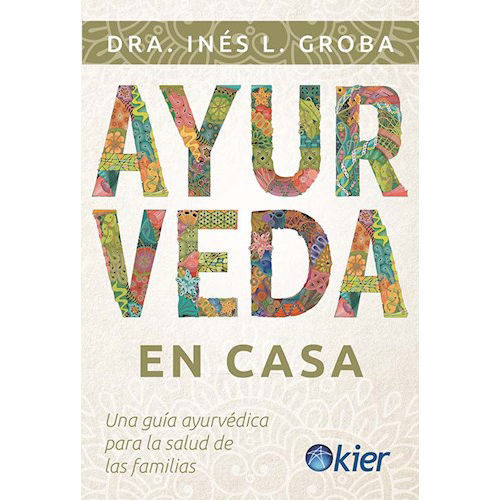 DRA. INÉS L. GROBA
AYUR
VEDA
EN CASA
Una guía ayurvédica
para la salud de
las familias
kier